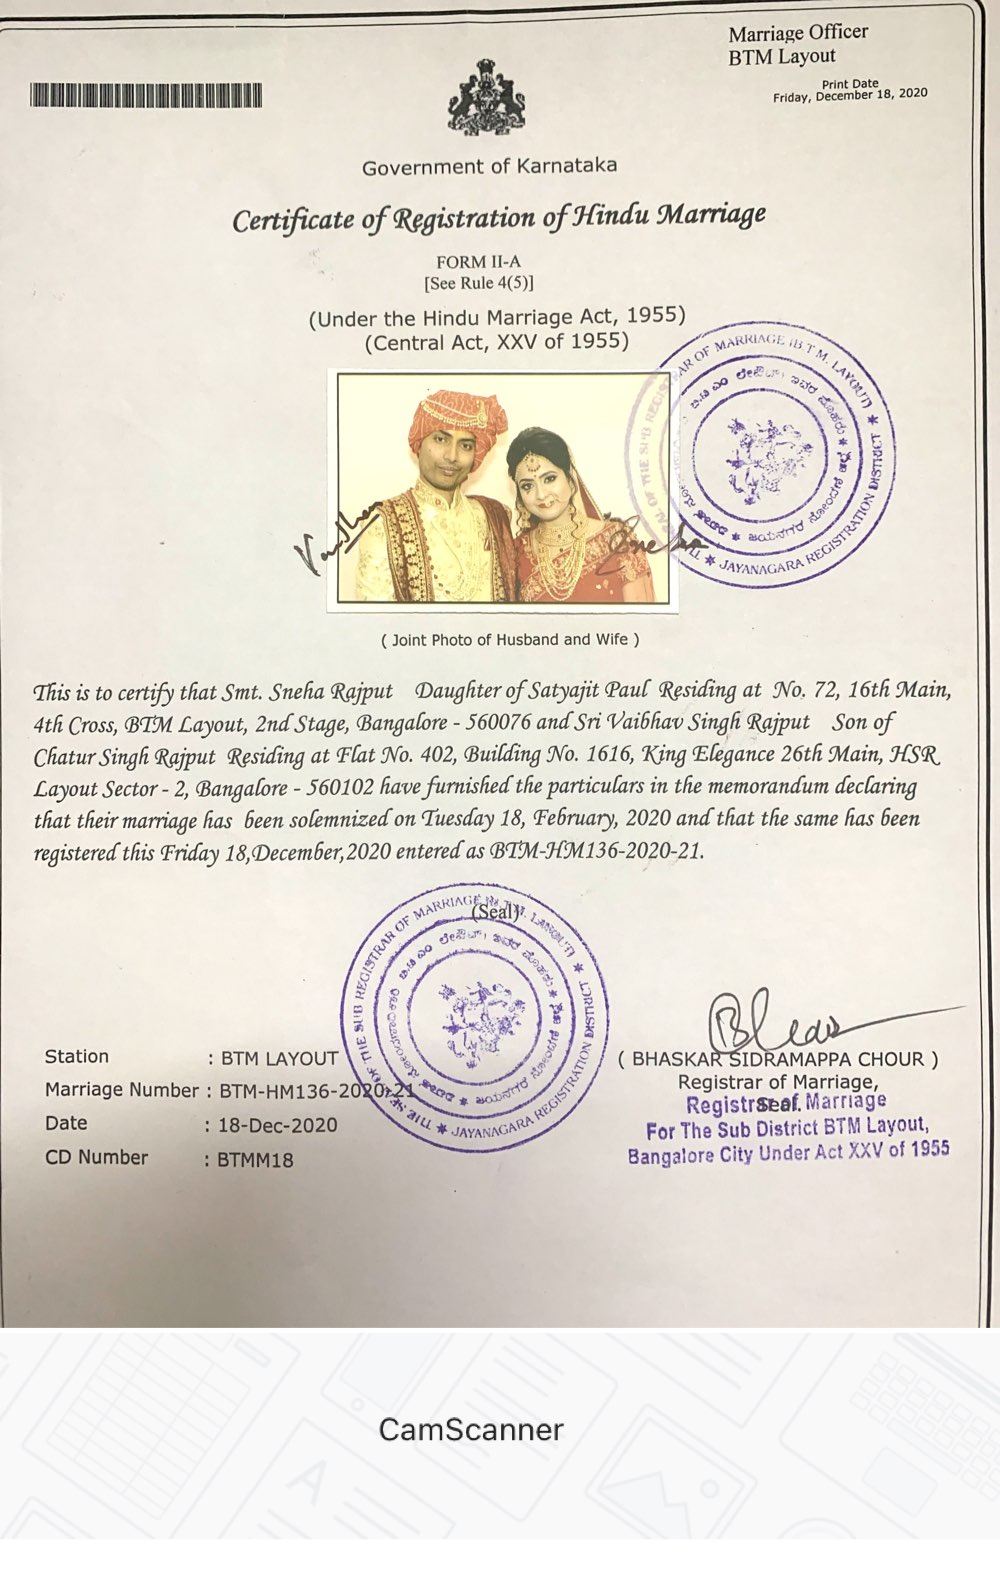 Marriage Officer
BTM Layout
Print Date
Friday, December 18, 2020
Government of Karnataka
Certificate of Registration of Hindu Marriage
FORM II-A
[See Rule 4(5)]
(Under the Hindu Marriage Act, 1955)
(Central Act, XXV of 1955)
REGISTRAR OF MARRIAGE (B T M. LAYOUT)
JAYANAGARA REGISTRATION DISTRICT
Sneha
( Joint Photo of Husband and Wife )
This is to certify that Smt. Sneha Rajput Daughter of Satyajit Paul Residing at No. 72, 16th Main,
4th Cross, BTM Layout, 2nd Stage, Bangalore - 560076 and Sri Vaibhav Singh Rajput Son of
Chatur Singh Rajput Residing at Flat No. 402, Building No. 1616, King Elegance 26th Main, HSR
Layout Sector - 2, Bangalore - 560102 have furnished the particulars in the memorandum declaring
that their marriage has been solemnized on Tuesday 18, February, 2020 and that the same has been
registered this Friday 18,December,2020 entered as BTM-HM136-2020-21.
(Seal)
OF THE SUB REGISTRAR OF MARRIAGE
JAYANAGARA REGISTRATION DISTRICT
Station : BTM LAYOUT
Marriage Number : BTM-HM136-2020-21
Date : 18-Dec-2020
CD Number : BTMM18
( BHASKAR SIDRAMAPPA CHOUR )
Registrar of Marriage,
Seal.
Registrar of Marriage
For The Sub District BTM Layout,
Bangalore City Under Act XXV of 1955
CamScanner